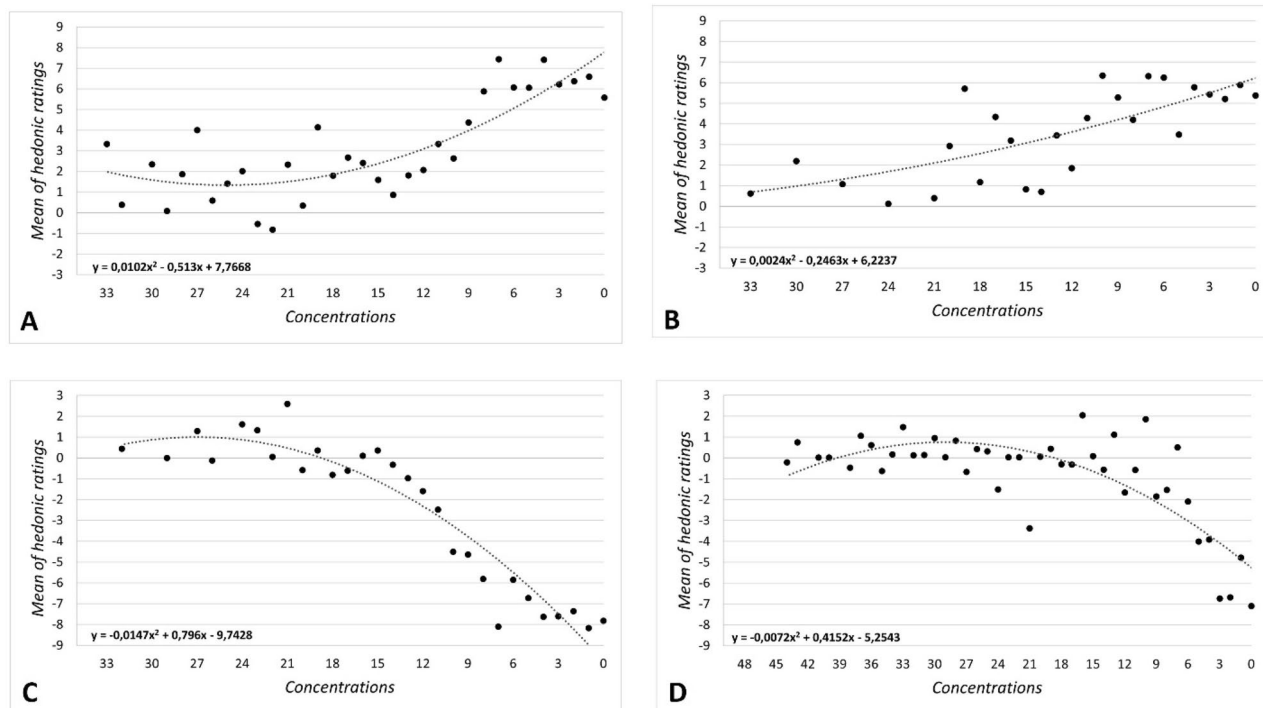 9
8
7
6
5
4
3
2
1
0
-1
-2
-3
Mean of hedonic ratings
y = 0,0102x² - 0,513x + 7,7668
33 30 27 24 21 18 15 12 9 6 3 0
Concentrations
A
9
8
7
6
5
4
3
2
1
0
-1
-2
-3
Mean of hedonic ratings
y = 0,0024x² - 0,2463x + 6,2237
33 30 27 24 21 18 15 12 9 6 3 0
Concentrations
B
3
2
1
0
-1
-2
-3
-4
-5
-6
-7
-8
-9
Mean of hedonic ratings
y = -0,0147x² + 0,796x - 9,7428
33 30 27 24 21 18 15 12 9 6 3 0
Concentrations
C
3
2
1
0
-1
-2
-3
-4
-5
-6
-7
-8
-9
Mean of hedonic ratings
y = -0,0072x² + 0,4152x - 5,2543
48 45 42 39 36 33 30 27 24 21 18 15 12 9 6 3 0
Concentrations
D